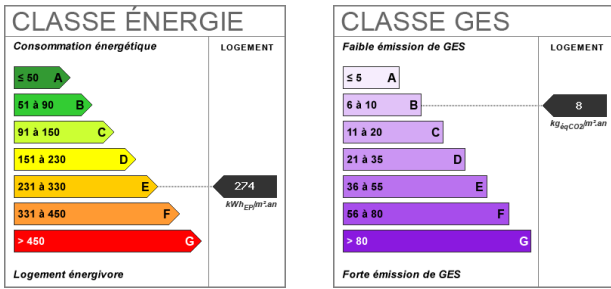 CLASSE ÉNERGIE
Consommation énergétique
LOGEMENT
≤ 50 A
51 à 90 B
91 à 150 C
151 à 230 D
231 à 330 E
274
kWhEP/m².an
331 à 450 F
> 450 G
Logement énergivore
CLASSE GES
Faible émission de GES
LOGEMENT
≤ 5 A
6 à 10 B
8
kgéqCO2/m².an
11 à 20 C
21 à 35 D
36 à 55 E
56 à 80 F
> 80 G
Forte émission de GES